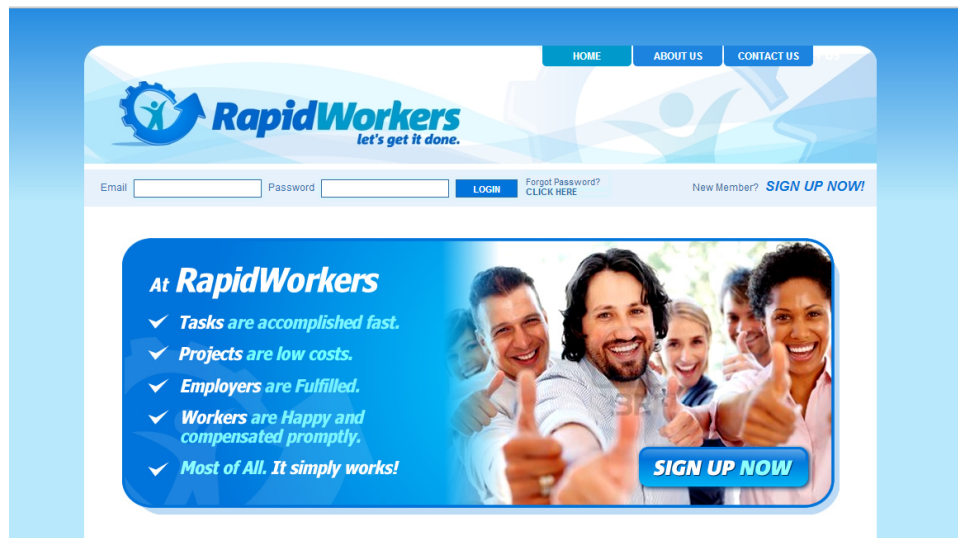 HOME ABOUT US CONTACT US
RapidWorkers
let's get it done.
Email Password LOGIN Forgot Password?
CLICK HERE
New Member? SIGN UP NOW!
At RapidWorkers
Tasks are accomplished fast.
Projects are low costs.
Employers are Fulfilled.
Workers are Happy and
compensated promptly.
Most of All. It simply works!
SIGN UP NOW